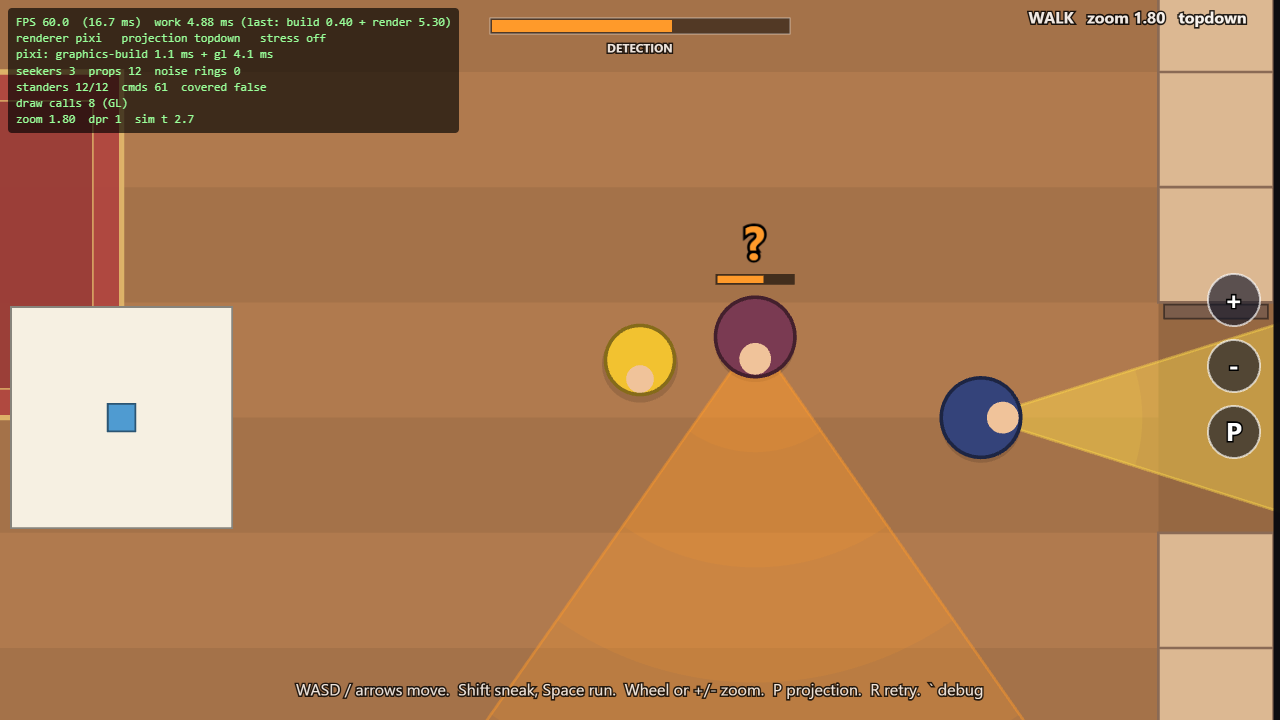 FPS 60.0  (16.7 ms)  work 4.88 ms (last: build 0.40 + render 5.30)
renderer pixi   projection topdown   stress off
pixi: graphics-build 1.1 ms + gl 4.1 ms
seekers 3  props 12  noise rings 0
standers 12/12  cmds 61  covered false
draw calls 8 (GL)
zoom 1.80  dpr 1  sim t 2.7
DETECTION
WALK  zoom 1.80  topdown
?
+
-
P
WASD / arrows move.  Shift sneak, Space run.  Wheel or +/- zoom.  P projection.  R retry.  ` debug